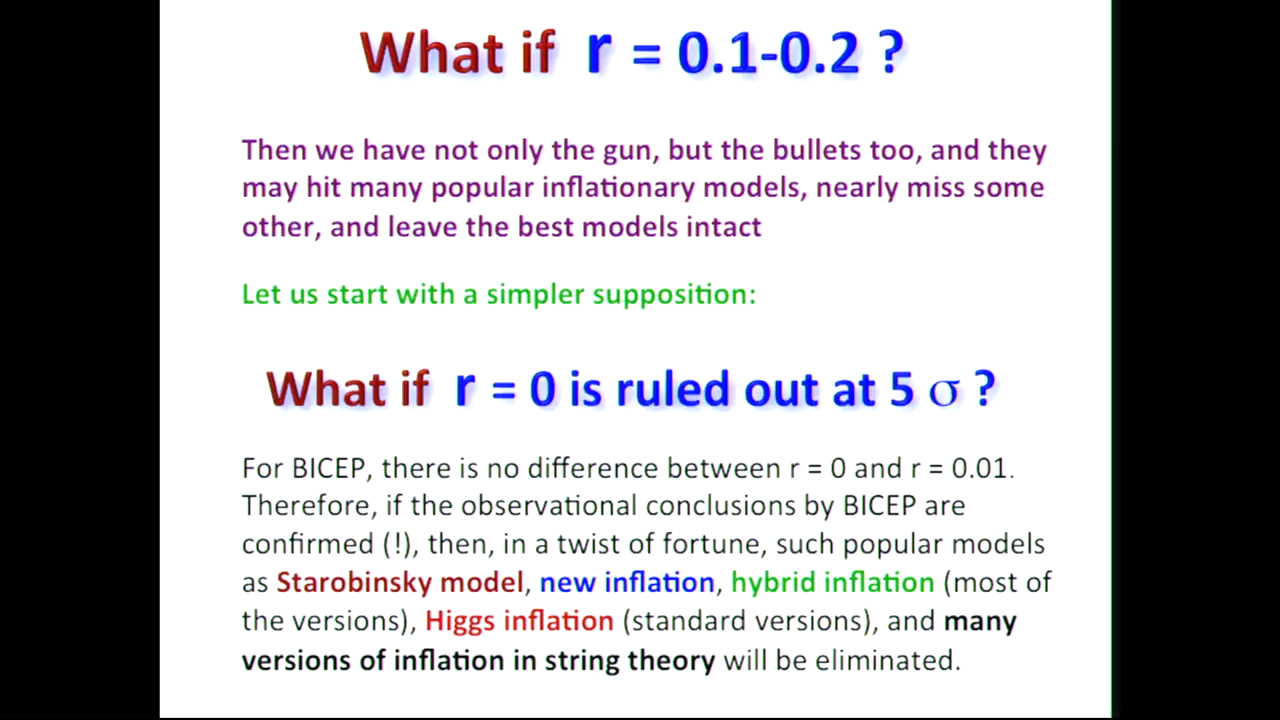 What if r = 0.1-0.2 ?
Then we have not only the gun, but the bullets too, and they
may hit many popular inflationary models, nearly miss some
other, and leave the best models intact
Let us start with a simpler supposition:
What if r = 0 is ruled out at 5 σ ?
For BICEP, there is no difference between r = 0 and r = 0.01.
Therefore, if the observational conclusions by BICEP are
confirmed (!), then, in a twist of fortune, such popular models
as Starobinsky model, new inflation, hybrid inflation (most of
the versions), Higgs inflation (standard versions), and many
versions of inflation in string theory will be eliminated.